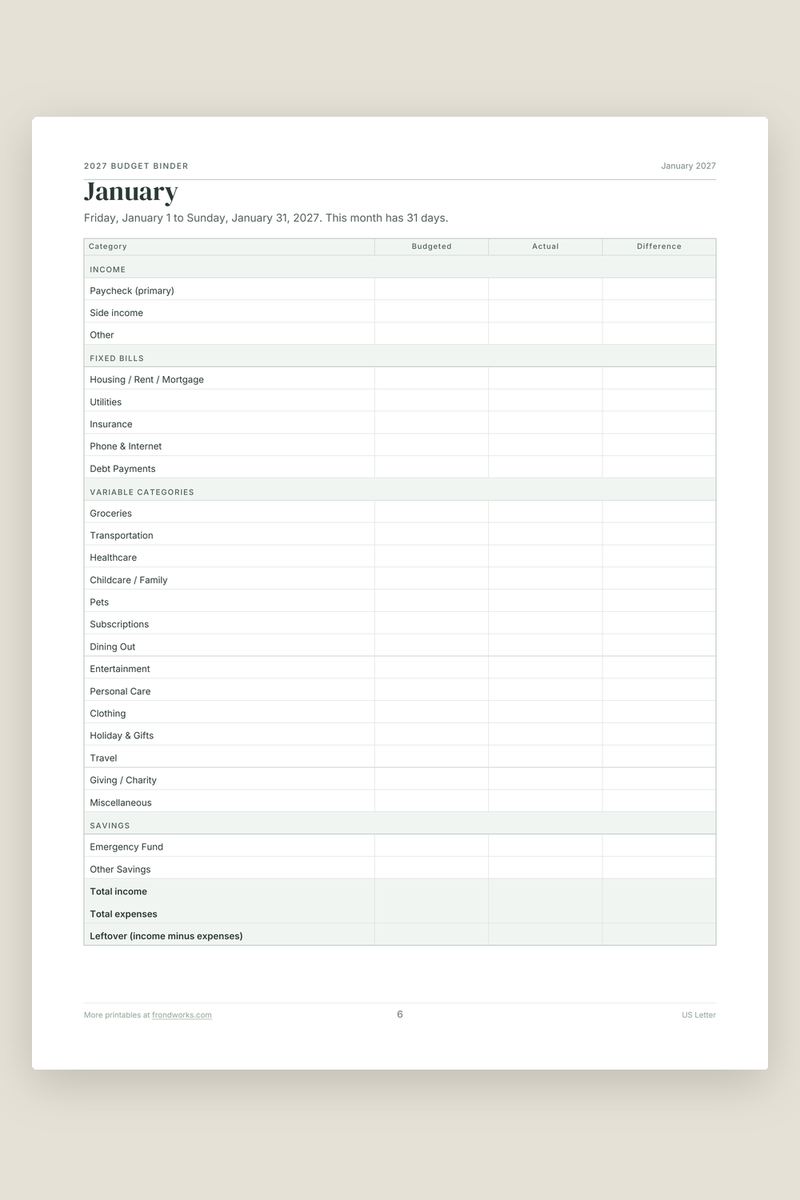 2027 BUDGET BINDER January 2027
January
Friday, January 1 to Sunday, January 31, 2027. This month has 31 days.
Category Budgeted Actual Difference
INCOME
Paycheck (primary)
Side income
Other
FIXED BILLS
Housing / Rent / Mortgage
Utilities
Insurance
Phone & Internet
Debt Payments
VARIABLE CATEGORIES
Groceries
Transportation
Healthcare
Childcare / Family
Pets
Subscriptions
Dining Out
Entertainment
Personal Care
Clothing
Holiday & Gifts
Travel
Giving / Charity
Miscellaneous
SAVINGS
Emergency Fund
Other Savings
Total income
Total expenses
Leftover (income minus expenses)
More printables at frondworks.com 6 US Letter